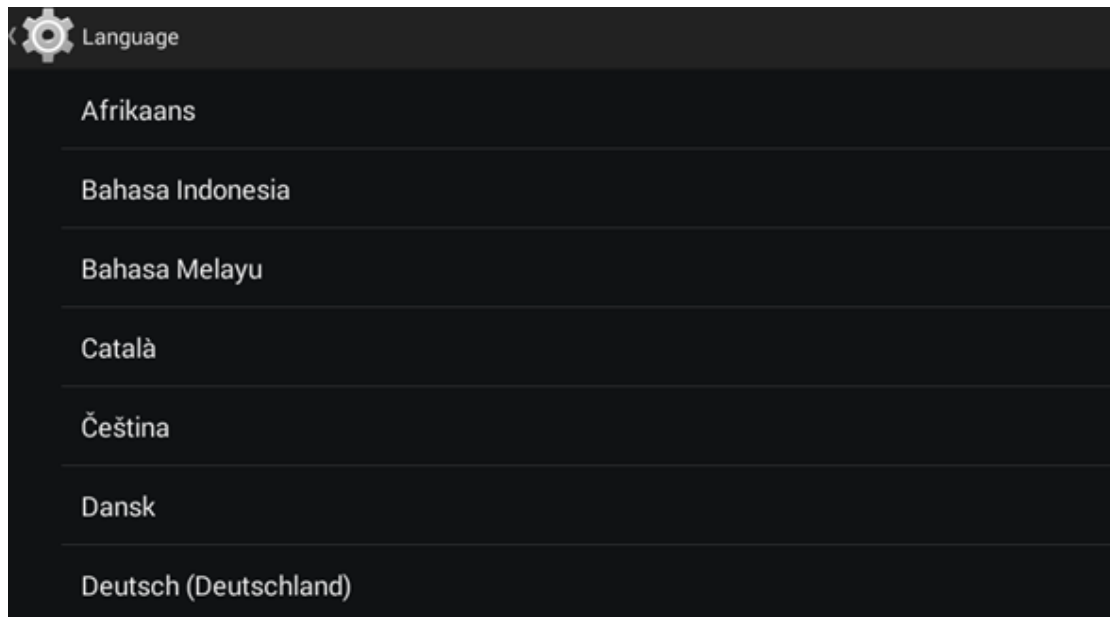 Language
Afrikaans
Bahasa Indonesia
Bahasa Melayu
Català
Čeština
Dansk
Deutsch (Deutschland)